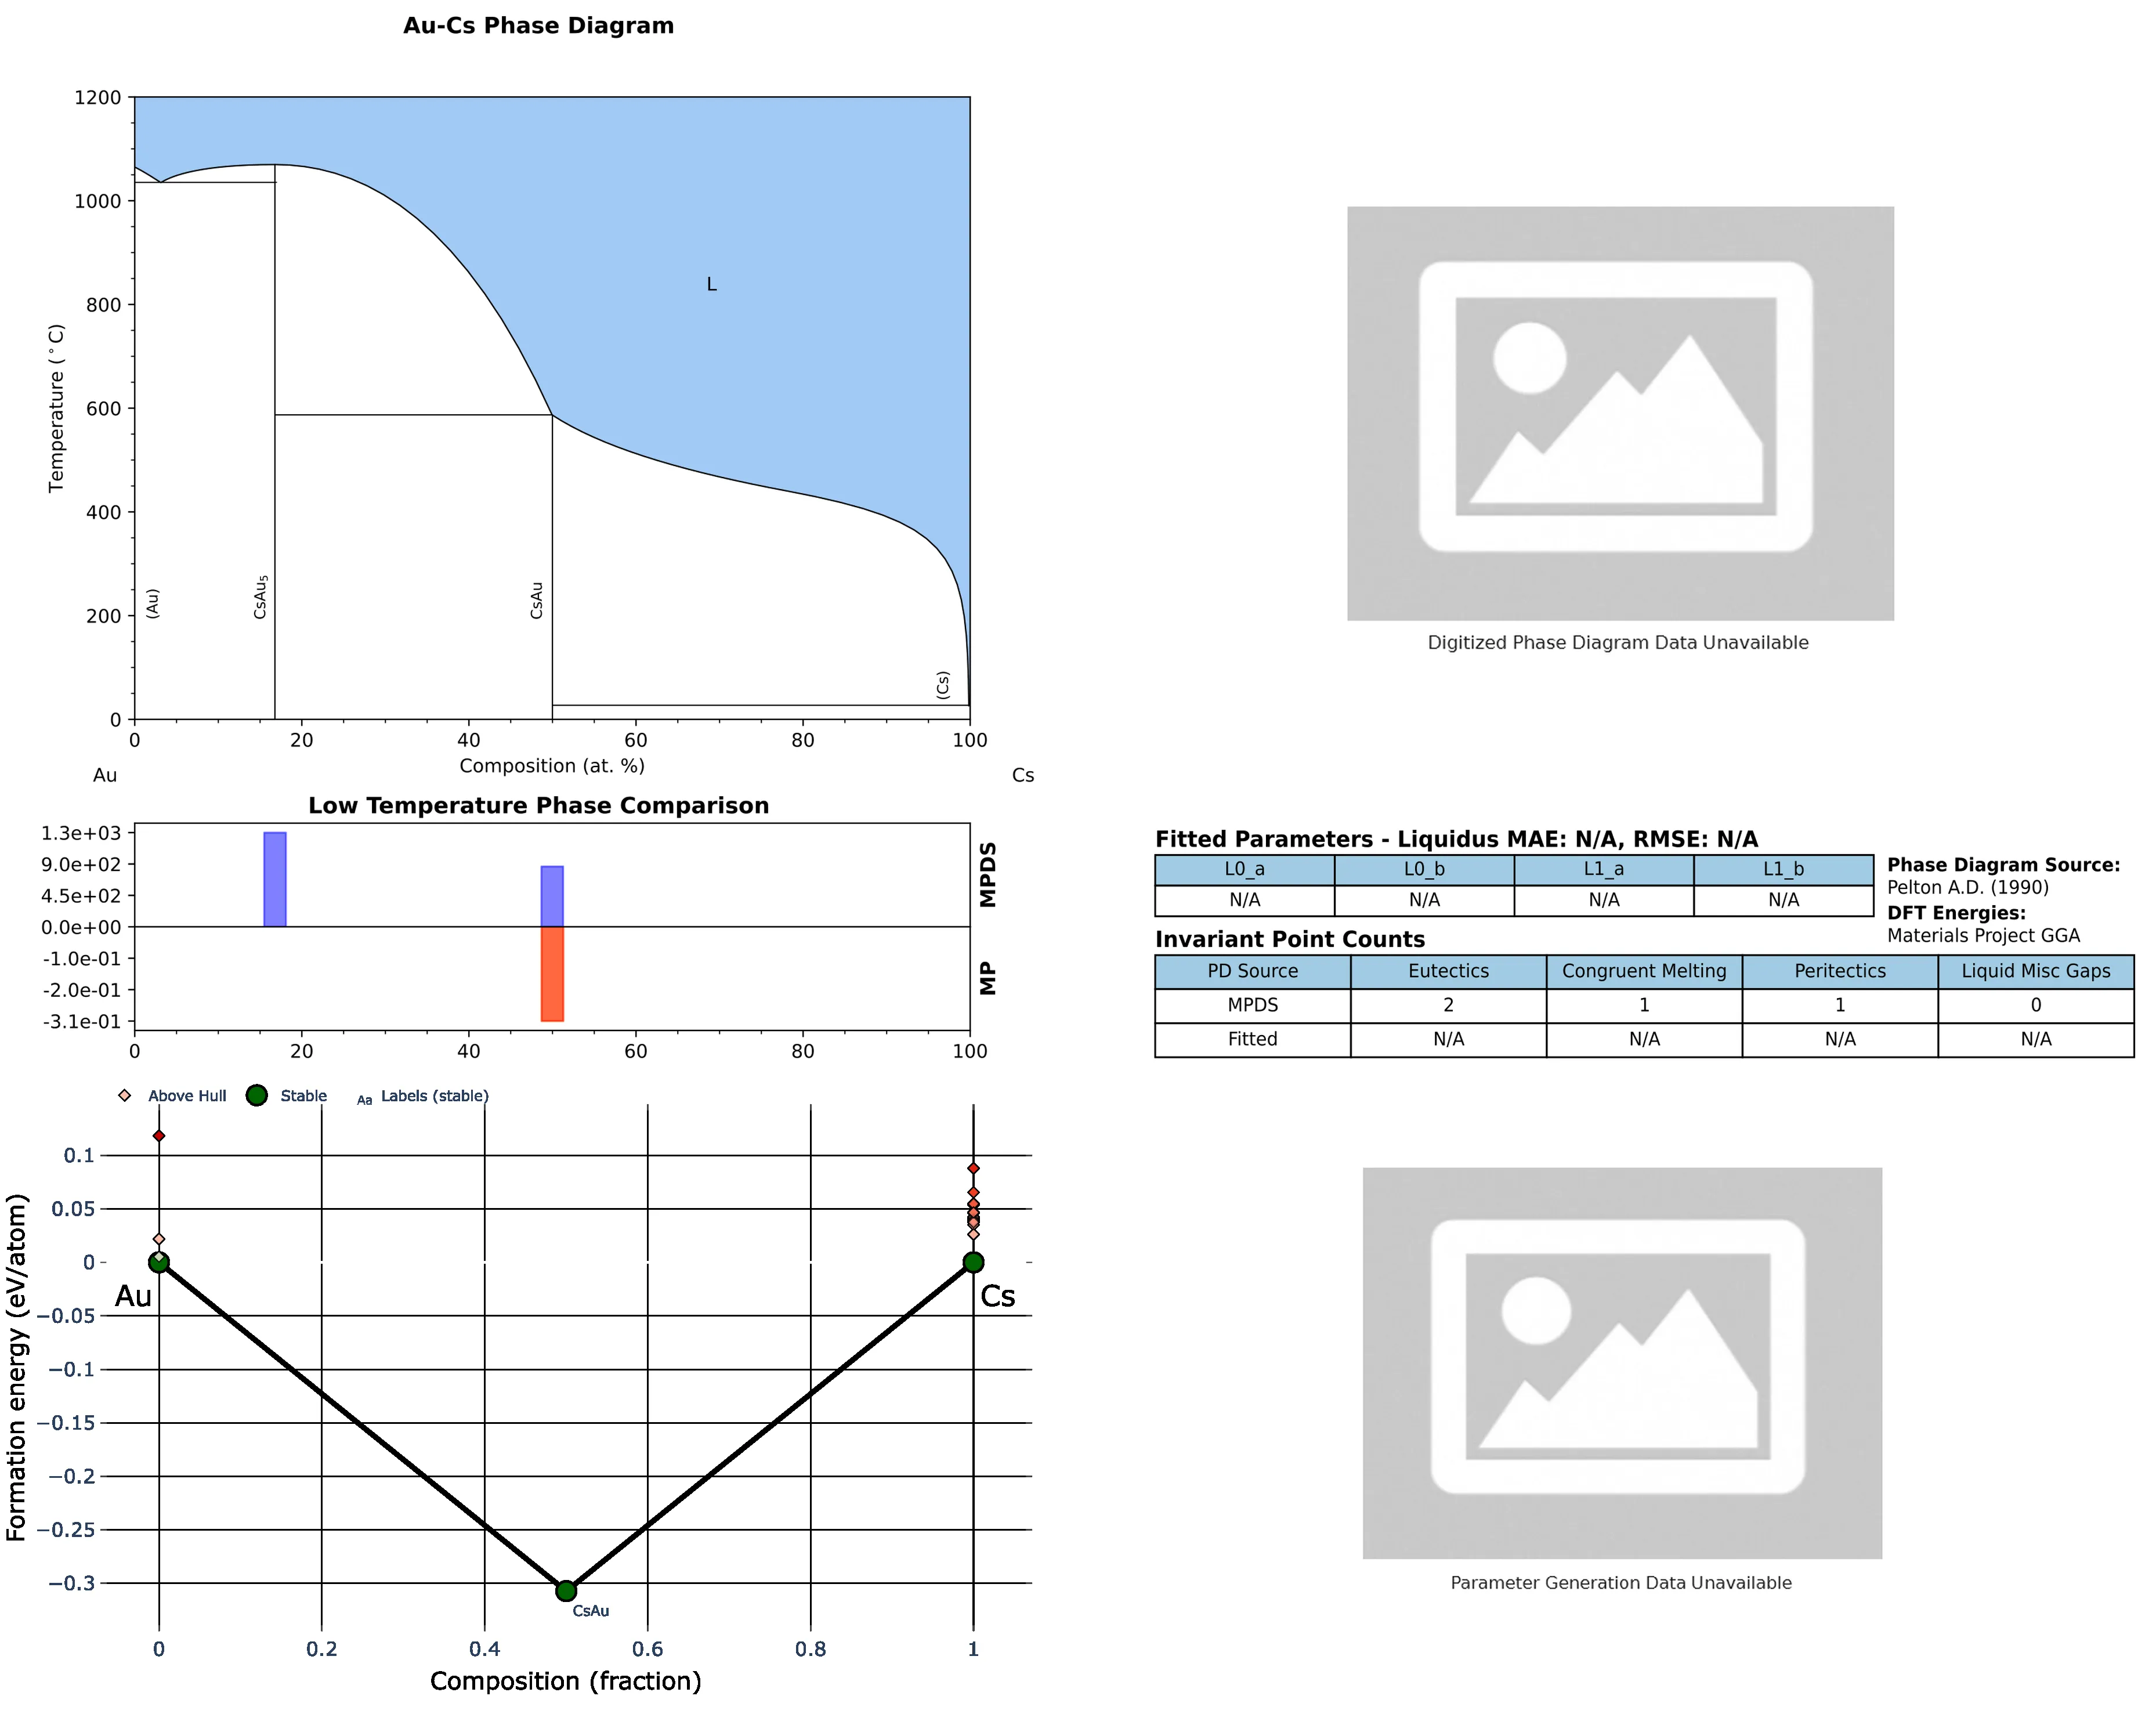 Au-Cs Phase Diagram
1200
1000
800
600
400
200
0
Temperature (°C)
L
(Au)
CsAu₅
CsAu
(Cs)
0 20 40 60 80 100
Composition (at. %)
Au Cs
Digitized Phase Diagram Data Unavailable
Low Temperature Phase Comparison
1.3e+03
9.0e+02
4.5e+02
0.0e+00
-1.0e-01
-2.0e-01
-3.1e-01
MPDS
MP
0 20 40 60 80 100
Fitted Parameters - Liquidus MAE: N/A, RMSE: N/A
L0_a L0_b L1_a L1_b
N/A N/A N/A N/A
Phase Diagram Source:
Pelton A.D. (1990)
DFT Energies:
Materials Project GGA
Invariant Point Counts
PD Source Eutectics Congruent Melting Peritectics Liquid Misc Gaps
MPDS 2 1 1 0
Fitted N/A N/A N/A N/A
Above Hull Stable Aa Labels (stable)
0.1
0.05
0
−0.05
−0.1
−0.15
−0.2
−0.25
−0.3
Formation energy (eV/atom)
Au
Cs
CsAu
0 0.2 0.4 0.6 0.8 1
Composition (fraction)
Parameter Generation Data Unavailable